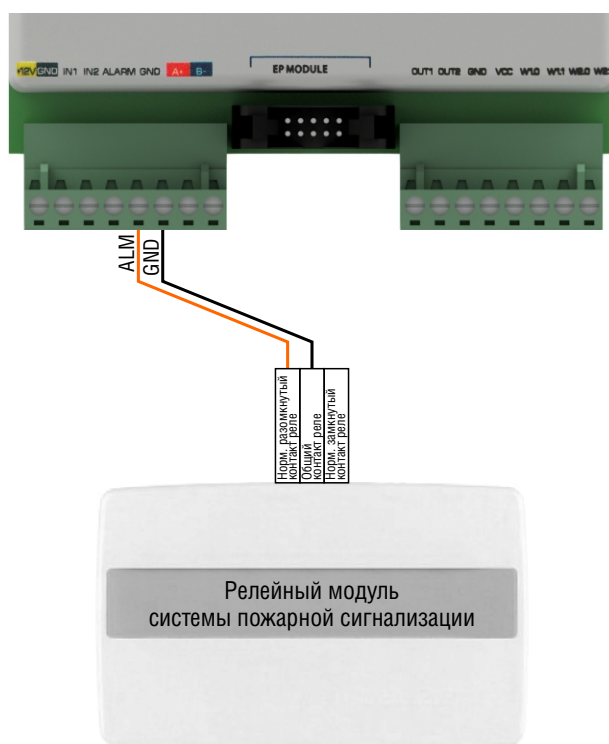 +12V GND IN1 IN2 ALARM GND A+ B-
EP MODULE
OUT1 OUT2 GND VCC W1.0 W1.1 W2.0
ALM
GND
Норм. разомкнутый
контакт реле
Общий
контакт реле
Норм. замкнутый
контакт реле
Релейный модуль
системы пожарной сигнализации